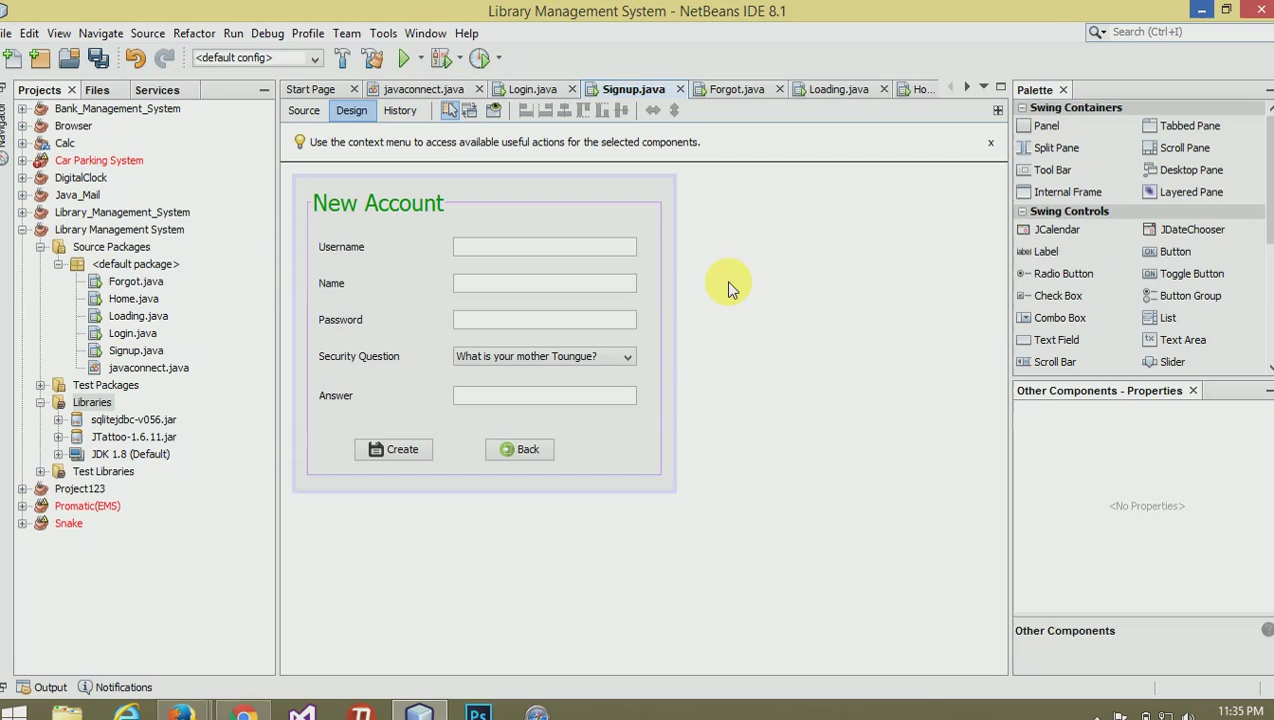 Library Management System - NetBeans IDE 8.1
ile Edit View Navigate Source Refactor Run Debug Profile Team Tools Window Help
Search (Ctrl+I)
<default config>
Projects Files Services
Start Page javaconnect.java Login.java Signup.java Forgot.java Loading.java Ho...
Palette
Source Design History
Use the context menu to access available useful actions for the selected components.
Navigator
Bank_Management_System
Browser
Calc
Car Parking System
DigitalClock
Java_Mail
Library_Management_System
Library Management System
Source Packages
<default package>
Forgot.java
Home.java
Loading.java
Login.java
Signup.java
javaconnect.java
Test Packages
Libraries
sqlitejdbc-v056.jar
JTattoo-1.6.11.jar
JDK 1.8 (Default)
Test Libraries
Project123
Promatic(EMS)
Snake
New Account
Username
Name
Password
Security Question What is your mother Toungue?
Answer
Create Back
Swing Containers
Panel Tabbed Pane
Split Pane Scroll Pane
Tool Bar Desktop Pane
Internal Frame Layered Pane
Swing Controls
JCalendar JDateChooser
Label Button
Radio Button Toggle Button
Check Box Button Group
Combo Box List
Text Field Text Area
Scroll Bar Slider
Other Components - Properties
<No Properties>
Other Components
Output Notifications
Ps
11:35 PM